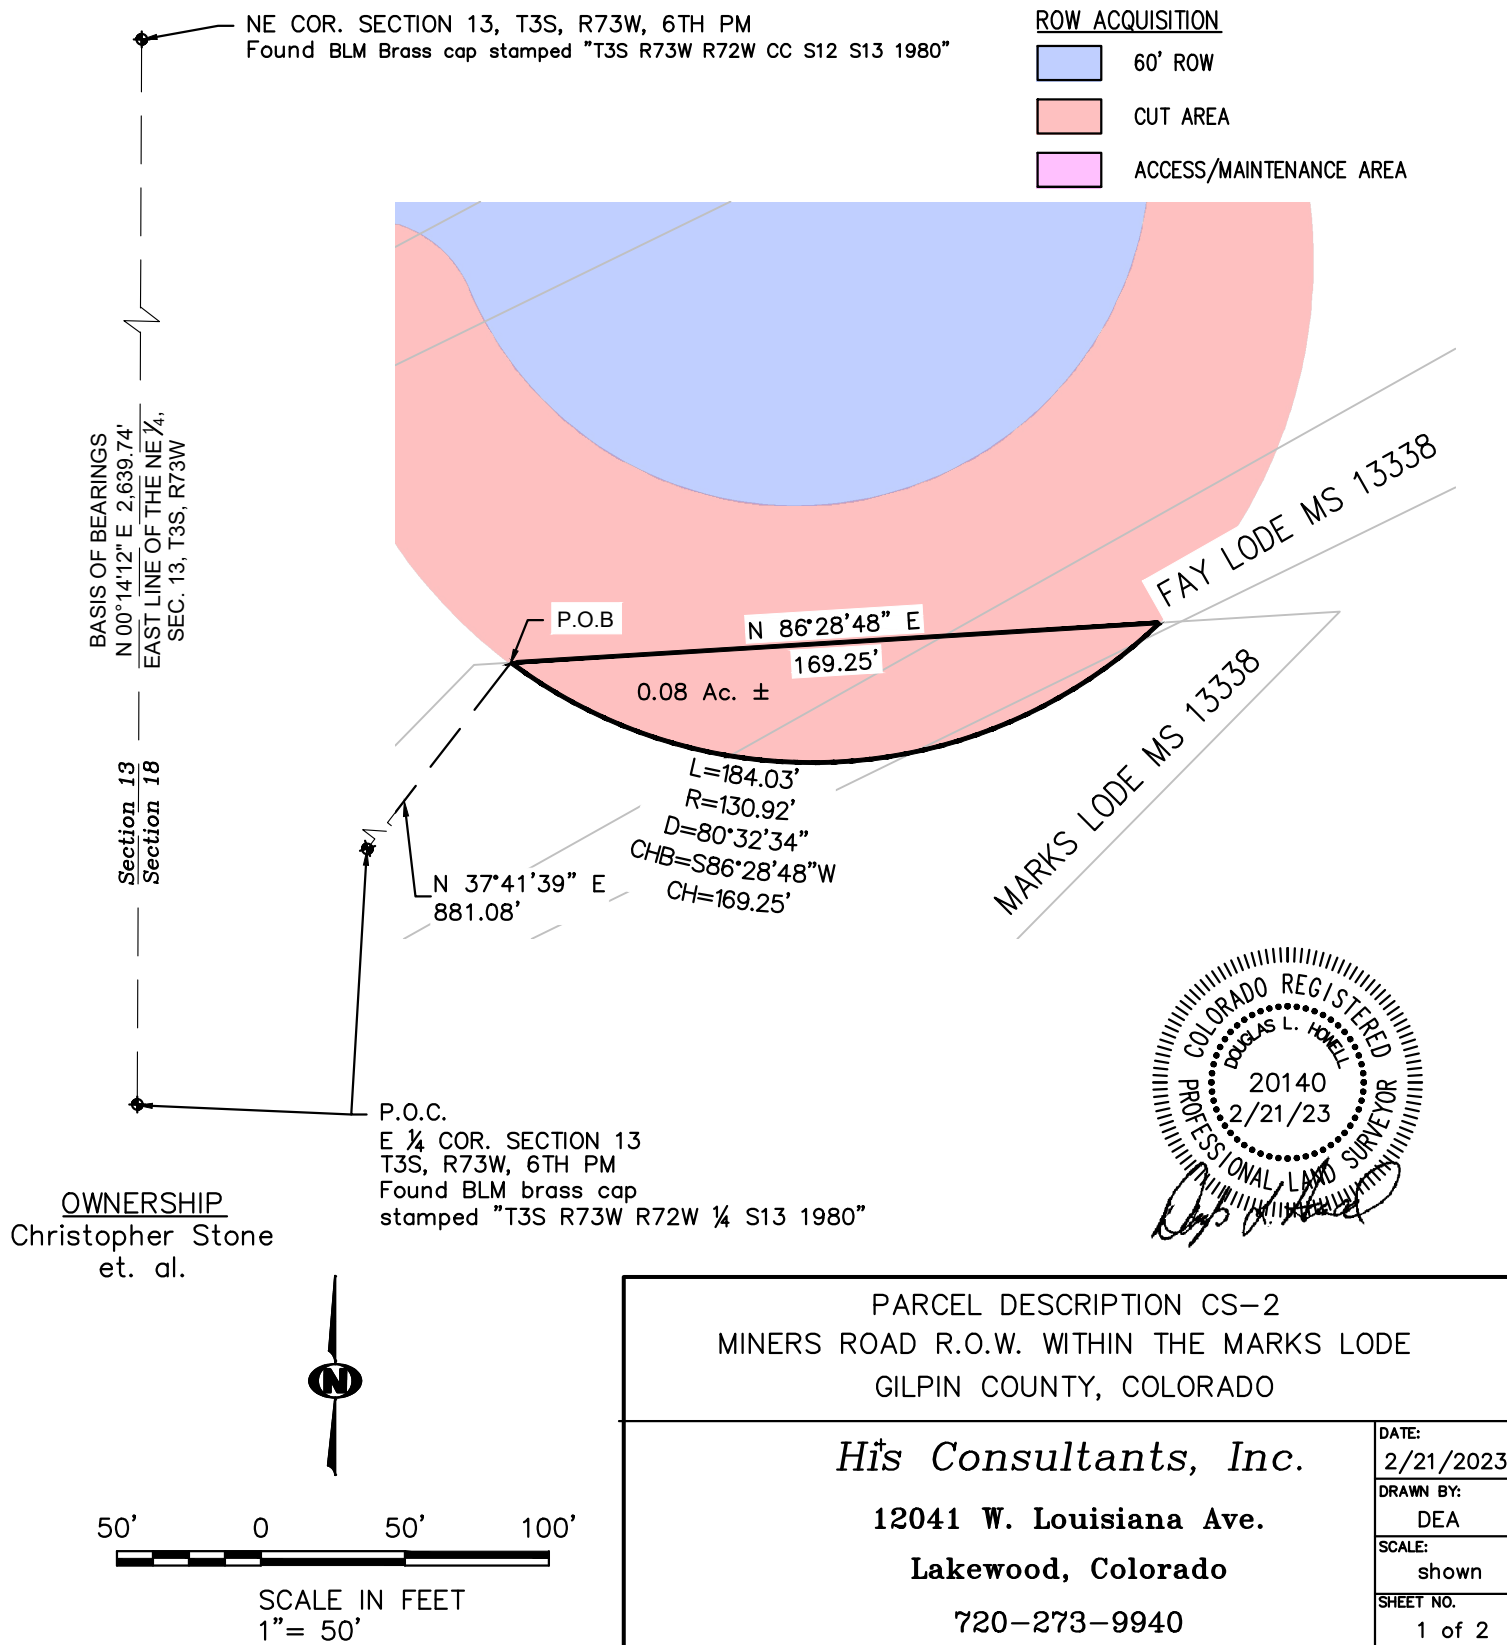 NE COR. SECTION 13, T3S, R73W, 6TH PM
Found BLM Brass cap stamped "T3S R73W R72W CC S12 S13 1980"
ROW ACQUISITION
60' ROW
CUT AREA
ACCESS/MAINTENANCE AREA
BASIS OF BEARINGS
N 00°14'12" E 2,639.74'
EAST LINE OF THE NE ¼,
SEC. 13, T3S, R73W
Section 13
Section 18
FAY LODE MS 13338
MARKS LODE MS 13338
P.O.B
N 86°28'48" E
169.25'
0.08 Ac. ±
L=184.03'
R=130.92'
D=80°32'34"
CHB=S86°28'48"W
CH=169.25'
N 37°41'39" E
881.08'
P.O.C.
E ¼ COR. SECTION 13
T3S, R73W, 6TH PM
Found BLM brass cap
stamped "T3S R73W R72W ¼ S13 1980"
COLORADO REGISTERED
DOUGLAS L. HOWELL
20140
2/21/23
PROFESSIONAL LAND SURVEYOR
OWNERSHIP
Christopher Stone
et. al.
N
50' 0 50' 100'
SCALE IN FEET
1"= 50'
PARCEL DESCRIPTION CS-2
MINERS ROAD R.O.W. WITHIN THE MARKS LODE
GILPIN COUNTY, COLORADO
His Consultants, Inc.
12041 W. Louisiana Ave.
Lakewood, Colorado
720-273-9940
DATE:
2/21/2023
DRAWN BY:
DEA
SCALE:
shown
SHEET NO.
1 of 2